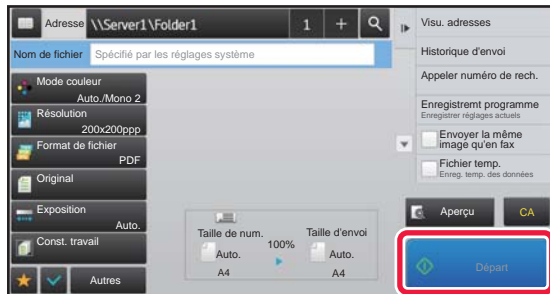 Adresse \\Server1\Folder1 1 +
Nom de fichier Spécifié par les réglages système
Mode couleur
Auto./Mono 2
Résolution
200x200ppp
Format de fichier
PDF
Original
Exposition
Auto.
Const. travail
Autres
Taille de num.
100%
Taille d'envoi
Auto.
Auto.
A4
A4
Visu. adresses
Historique d'envoi
Appeler numéro de rech.
Enregistremt programme
Enregistrer réglages actuels
Envoyer la même
image qu'en fax
Fichier temp.
Enreg. temp. des données
Aperçu
CA
Départ